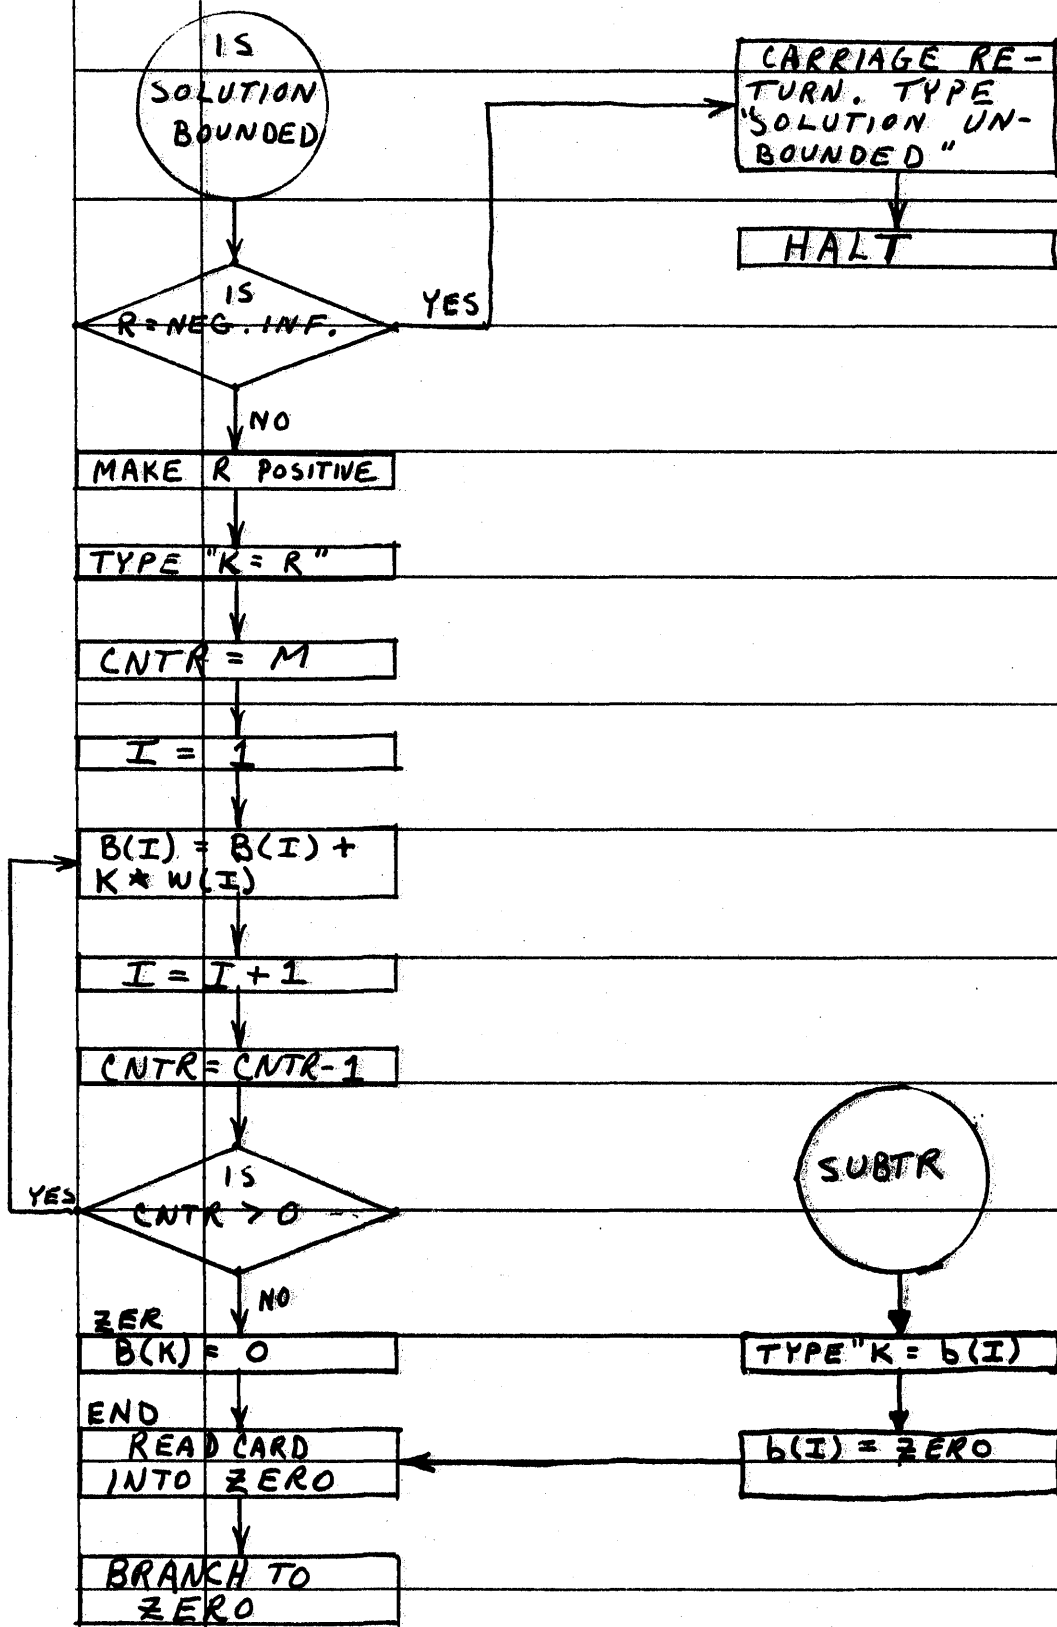 IS
SOLUTION
BOUNDED
CARRIAGE RE-
TURN. TYPE
"SOLUTION UN-
BOUNDED"
HALT
IS
R=NEG. INF.
YES
NO
MAKE R POSITIVE
TYPE "K= R"
CNTR = M
I = 1
B(I) = B(I) +
K * W(I)
I = I + 1
CNTR = CNTR-1
IS
CNTR > 0
YES
NO
ZER
B(K) = 0
END
READ CARD
INTO ZERO
BRANCH TO
ZERO
SUBTR
TYPE "K = b(I)
b(I) = ZERO